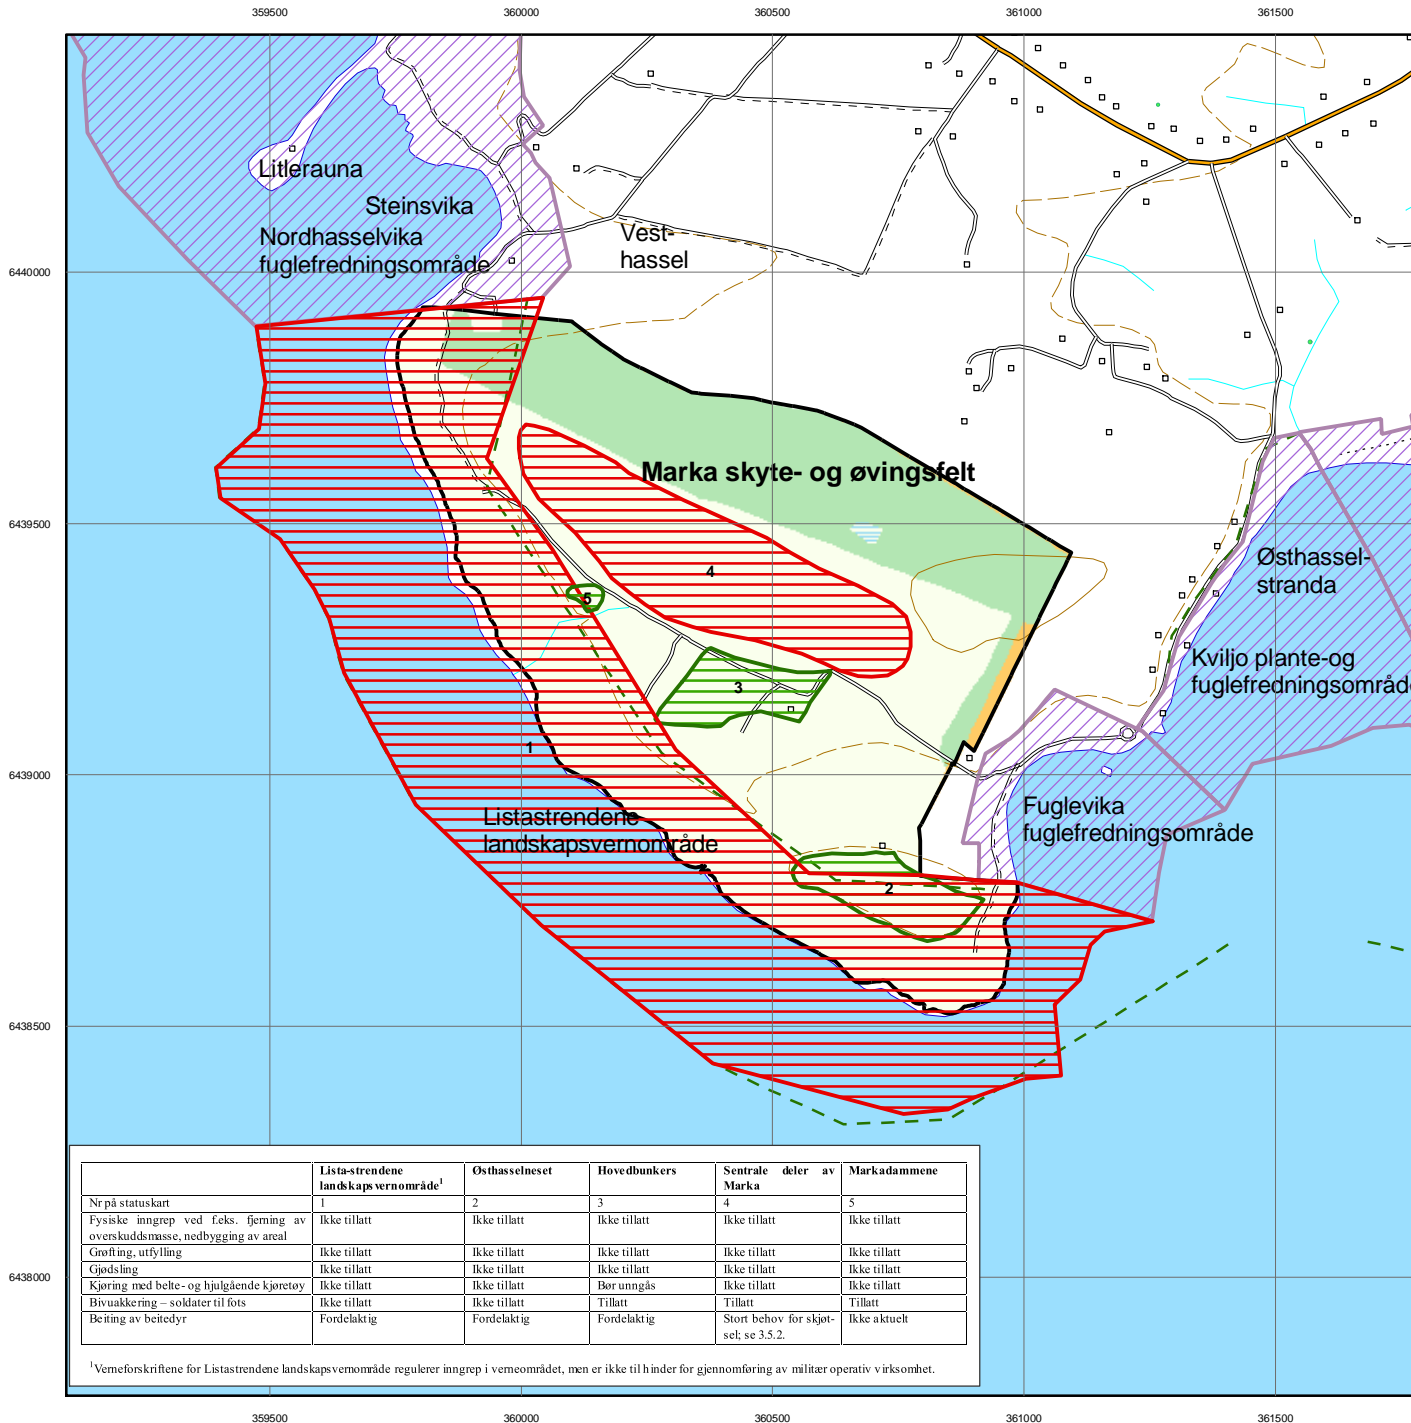 359500 360000 360500 361000 361500
Litlerauna
Steinsvika
Nordhasselvika
fuglefredningsområde
Vest-
hassel
6440000
Marka skyte- og øvingsfelt
6439500
4
Østhassel-
stranda
5
Kviljo plante-og
fuglefredningsområde
3
1
6439000
Listastrendene
landskapsvernområde
Fuglevika
fuglefredningsområde
2
6438500
Lista-strendene landskapsvernområde¹ Østhasselneset Hovedbunkers Sentrale deler av Marka Markadammene
Nr på statuskart 1 2 3 4 5
Fysiske inngrep ved f.eks. fjerning av overskuddsmasse, nedbygging av areal Ikke tillatt Ikke tillatt Ikke tillatt Ikke tillatt Ikke tillatt
Grøfting, utfylling Ikke tillatt Ikke tillatt Ikke tillatt Ikke tillatt Ikke tillatt
Gjødsling Ikke tillatt Ikke tillatt Ikke tillatt Ikke tillatt Ikke tillatt
6438000
Kjøring med belte- og hjulgående kjøretøy Ikke tillatt Ikke tillatt Bør unngås Ikke tillatt Ikke tillatt
Bivuakkering – soldater til fots Ikke tillatt Ikke tillatt Tillatt Tillatt Tillatt
Beiting av beitedyr Fordelaktig Fordelaktig Fordelaktig Stort behov for skjøt-sel; se 3.5.2. Ikke aktuelt
¹Verneforskriftene for Listastrendene landskapsvernområde regulerer inngrep i verneområdet, men er ikke til hinder for gjennomføring av militær operativ virksomhet.
359500 360000 360500 361000 361500